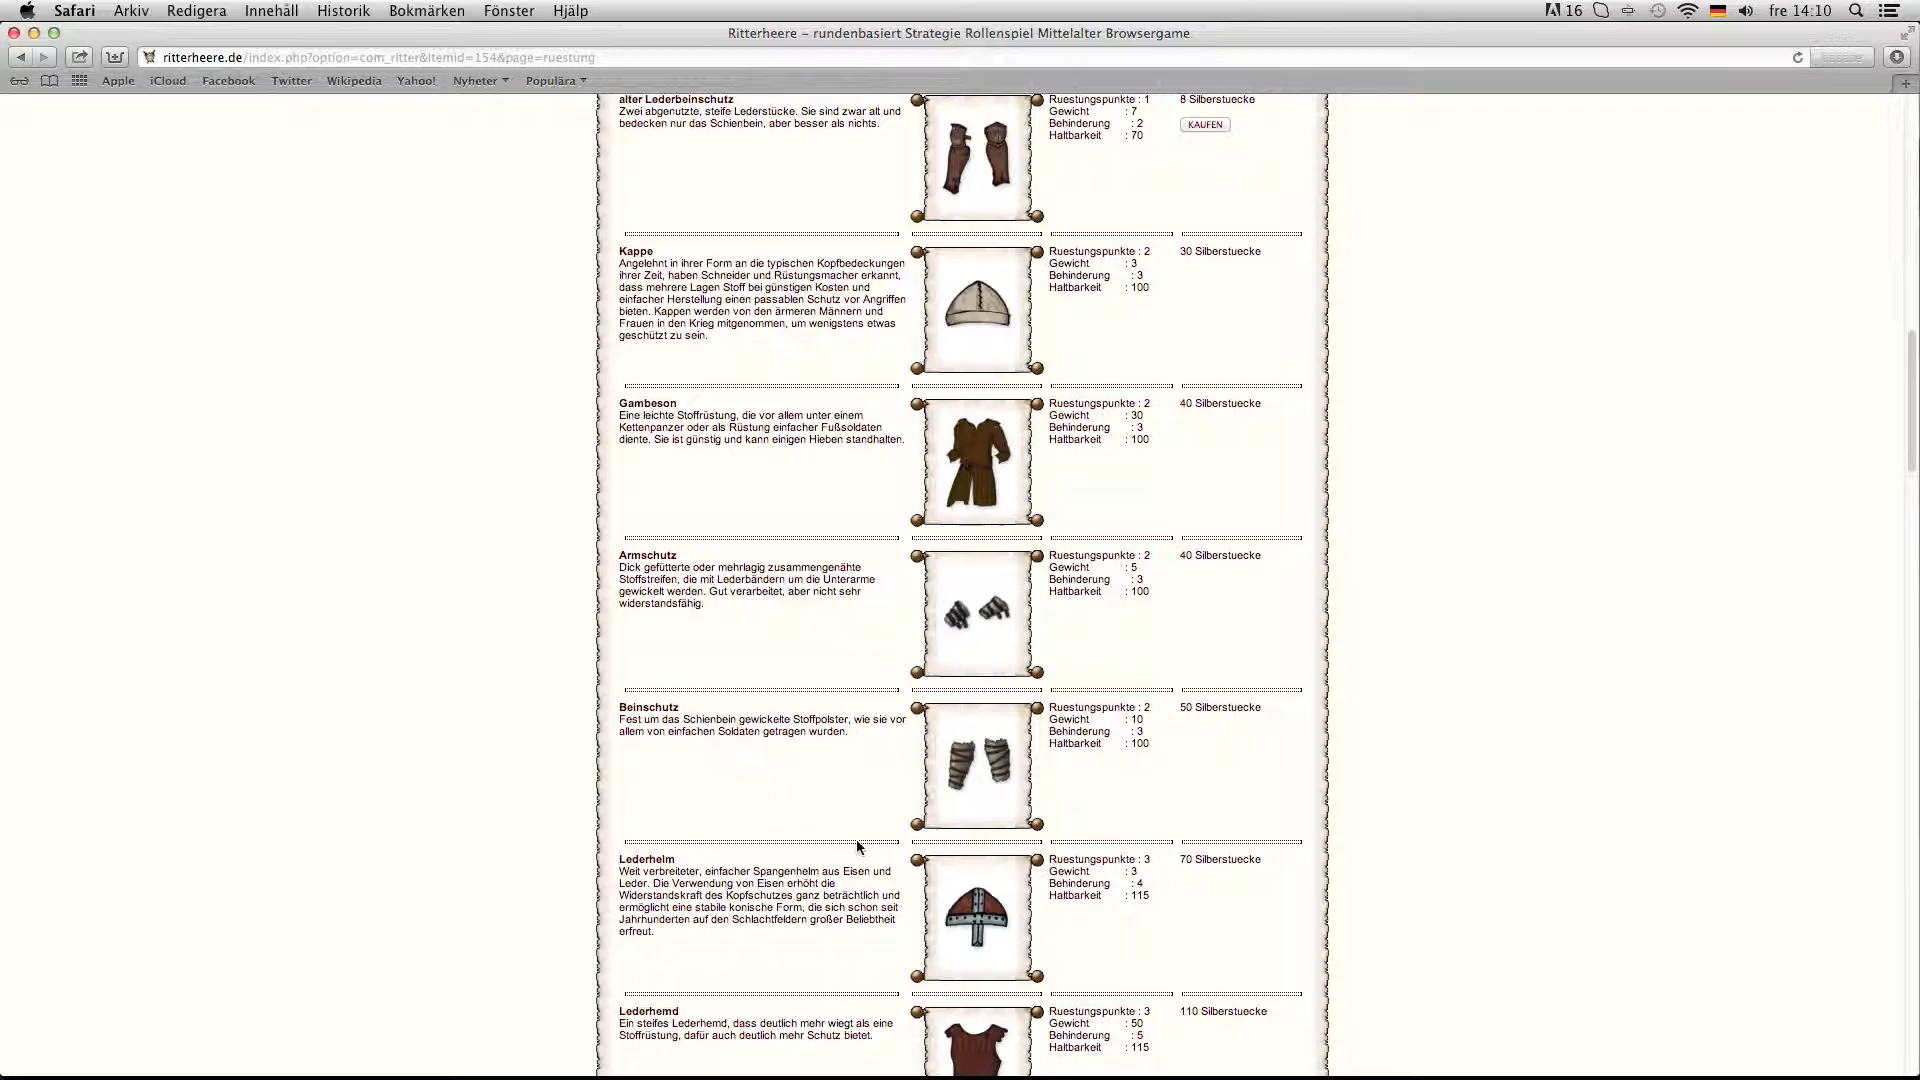 Safari Arkiv Redigera Innehåll Historik Bokmärken Fönster Hjälp 16 fre 14:10
Ritterheere – rundenbasiert Strategie Rollenspiel Mittelalter Browsergame
ritterheere.de/index.php?option=com_ritter&Itemid=154&page=ruestung
Apple iCloud Facebook Twitter Wikipedia Yahoo! Nyheter Populära
alter Lederbeinschutz
Zwei abgenutzte, steife Lederstücke. Sie sind zwar alt und
bedecken nur das Schienbein, aber besser als nichts.
Ruestungspunkte : 1
Gewicht : 7
Behinderung : 2
Haltbarkeit : 70
8 Silberstuecke
KAUFEN
Kappe
Angelehnt in ihrer Form an die typischen Kopfbedeckungen
ihrer Zeit, haben Schneider und Rüstungsmacher erkannt,
dass mehrere Lagen Stoff bei günstigen Kosten und
einfacher Herstellung einen passablen Schutz vor Angriffen
bieten. Kappen werden von den ärmeren Männern und
Frauen in den Krieg mitgenommen, um wenigstens etwas
geschützt zu sein.
Ruestungspunkte : 2
Gewicht : 3
Behinderung : 3
Haltbarkeit : 100
30 Silberstuecke
Gambeson
Eine leichte Stoffrüstung, die vor allem unter einem
Kettenpanzer oder als Rüstung einfacher Fußsoldaten
diente. Sie ist günstig und kann einigen Hieben standhalten.
Ruestungspunkte : 2
Gewicht : 30
Behinderung : 3
Haltbarkeit : 100
40 Silberstuecke
Armschutz
Dick gefütterte oder mehrlagig zusammengenähte
Stoffstreifen, die mit Lederbändern um die Unterarme
gewickelt werden. Gut verarbeitet, aber nicht sehr
widerstandsfähig.
Ruestungspunkte : 2
Gewicht : 5
Behinderung : 3
Haltbarkeit : 100
40 Silberstuecke
Beinschutz
Fest um das Schienbein gewickelte Stoffpolster, wie sie vor
allem von einfachen Soldaten getragen wurden.
Ruestungspunkte : 2
Gewicht : 10
Behinderung : 3
Haltbarkeit : 100
50 Silberstuecke
Lederhelm
Weit verbreiteter, einfacher Spangenhelm aus Eisen und
Leder. Die Verwendung von Eisen erhöht die
Widerstandskraft des Kopfschutzes ganz beträchtlich und
ermöglicht eine stabile konische Form, die sich schon seit
Jahrhunderten auf den Schlachtfeldern großer Beliebtheit
erfreut.
Ruestungspunkte : 3
Gewicht : 3
Behinderung : 4
Haltbarkeit : 115
70 Silberstuecke
Lederhemd
Ein steifes Lederhemd, dass deutlich mehr wiegt als eine
Stoffrüstung, dafür auch deutlich mehr Schutz bietet.
Ruestungspunkte : 3
Gewicht : 50
Behinderung : 5
Haltbarkeit : 115
110 Silberstuecke